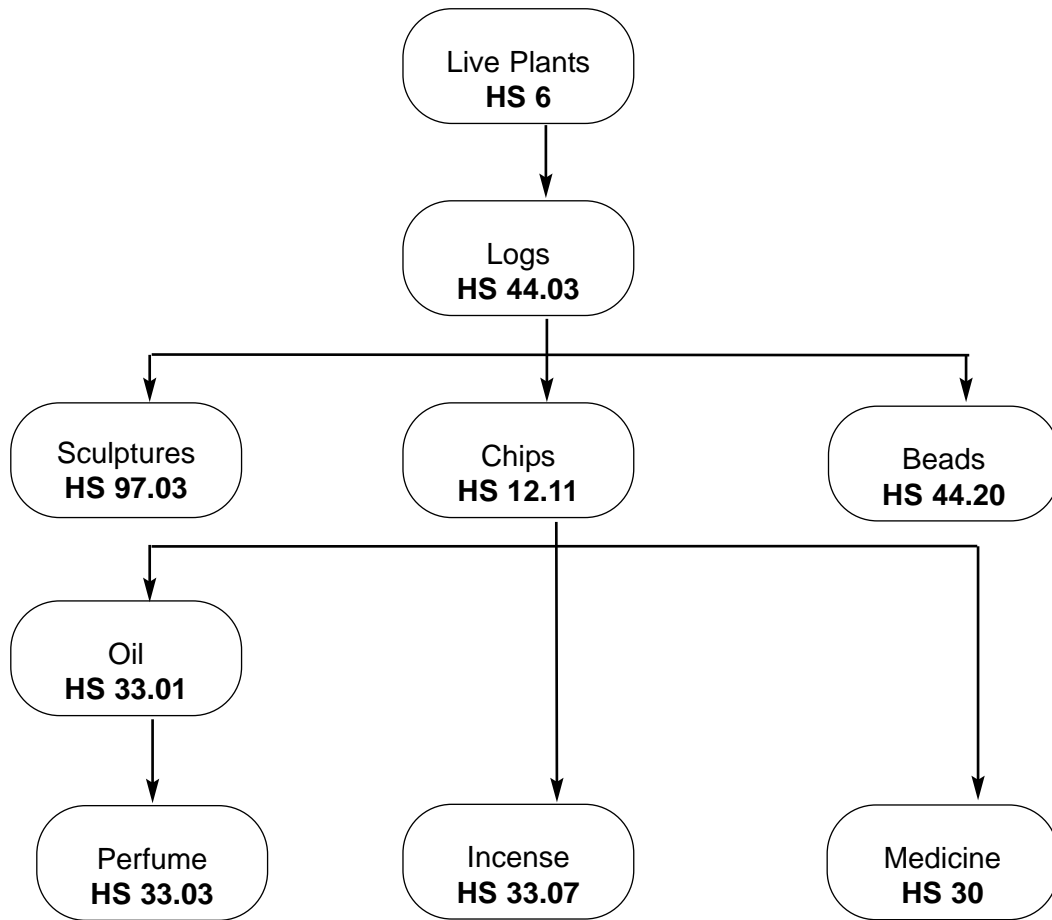 Live Plants
HS 6
Logs
HS 44.03
Sculptures
HS 97.03
Chips
HS 12.11
Beads
HS 44.20
Oil
HS 33.01
Perfume
HS 33.03
Incense
HS 33.07
Medicine
HS 30